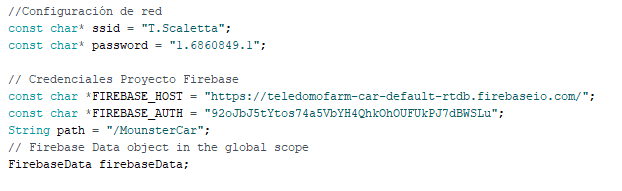 //Configuración de red
const char* ssid = "T.Scaletta";
const char* password = "1.6860849.1";
// Credenciales Proyecto Firebase
const char *FIREBASE_HOST = "https://teledomofarm-car-default-rtdb.firebaseio.com/";
const char *FIREBASE_AUTH = "92oJbJ5tYtos74a5VbYH4QhkOhOUFUkPJ7dBWSLu";
String path = "/MounsterCar";
// Firebase Data object in the global scope
FirebaseData firebaseData;